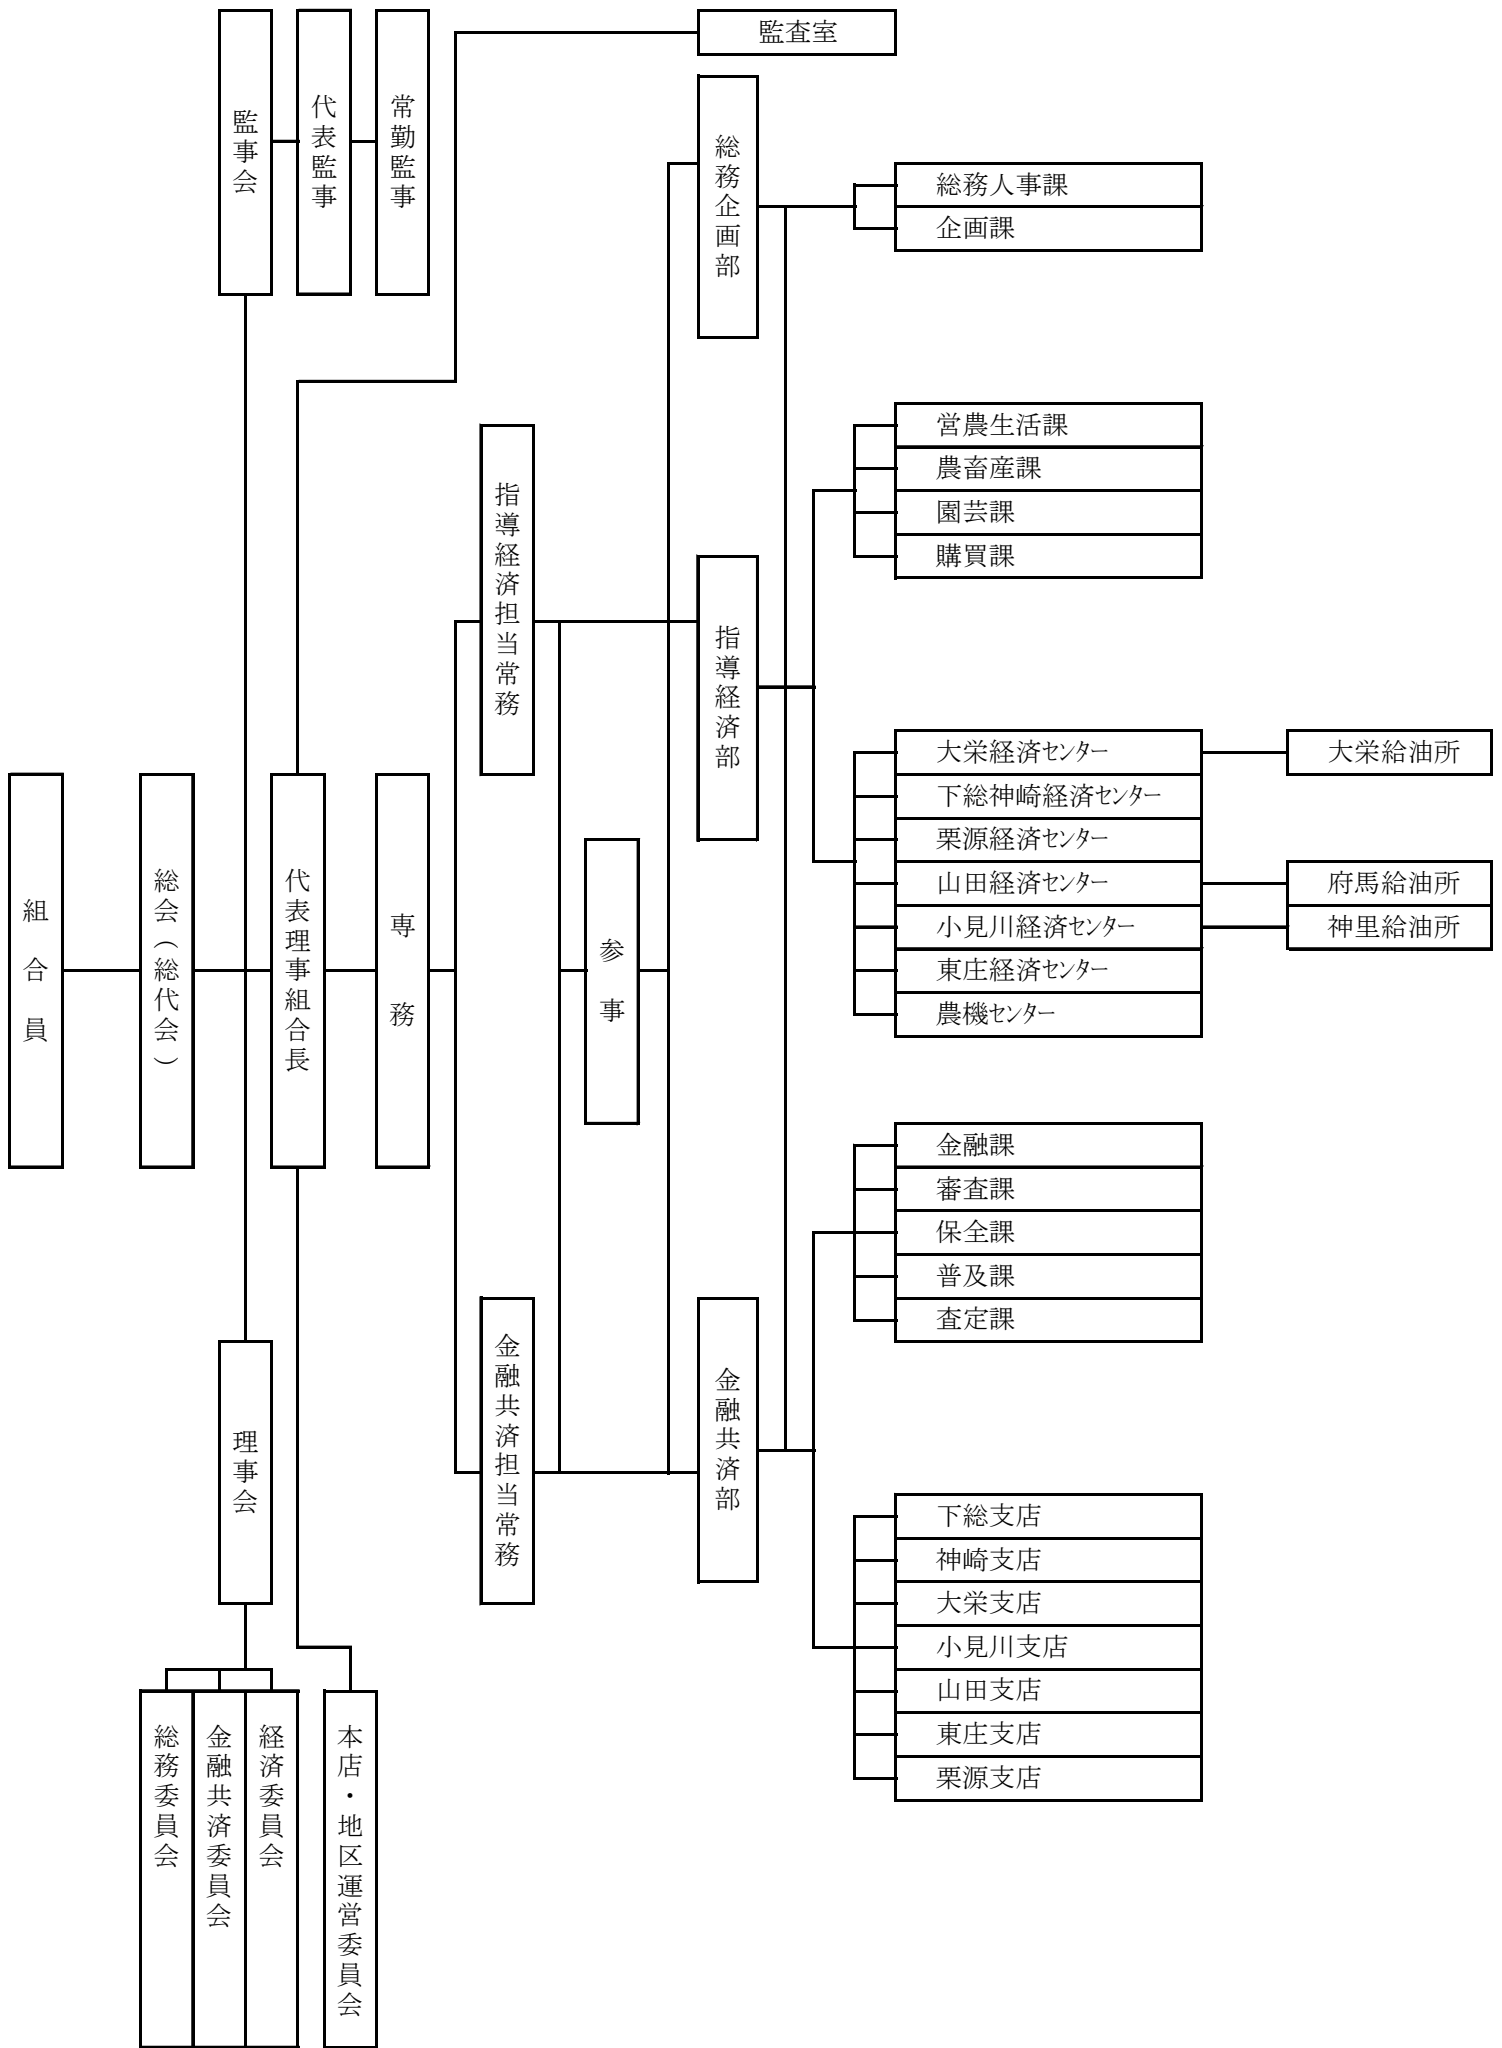 監査室
監事会
代表監事
常勤監事
総務企画部
総務人事課
企画課
指導経済担当常務
営農生活課
農畜産課
園芸課
購買課
指導経済部
大栄経済センター
大栄給油所
下総神崎経済センター
栗源経済センター
山田経済センター
府馬給油所
小見川経済センター
神里給油所
東庄経済センター
農機センター
組合員
総会（総代会）
代表理事組合長
専務
参事
金融課
審査課
保全課
普及課
査定課
理事会
金融共済担当常務
金融共済部
下総支店
神崎支店
大栄支店
小見川支店
山田支店
東庄支店
栗源支店
総務委員会
金融共済委員会
経済委員会
本店・地区運営委員会